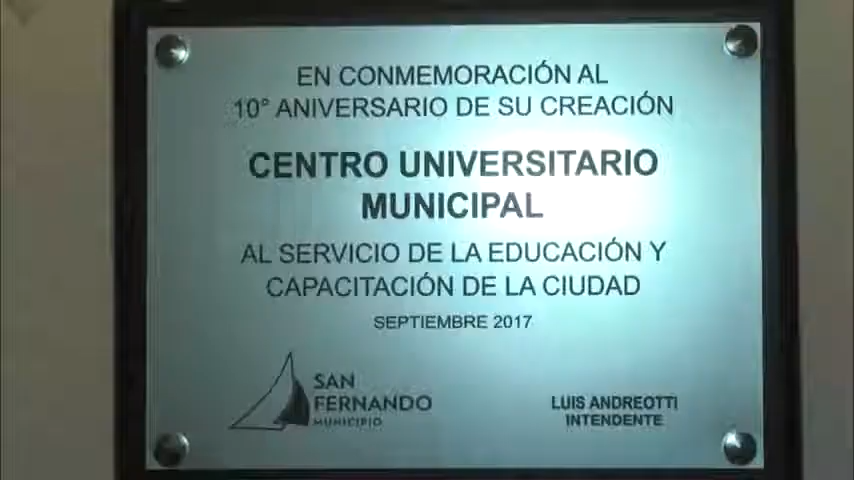 EN CONMEMORACIÓN AL
10° ANIVERSARIO DE SU CREACIÓN
CENTRO UNIVERSITARIO
MUNICIPAL
AL SERVICIO DE LA EDUCACIÓN Y
CAPACITACIÓN DE LA CIUDAD
SEPTIEMBRE 2017
SAN
FERNANDO
MUNICIPIO
LUIS ANDREOTTI
INTENDENTE